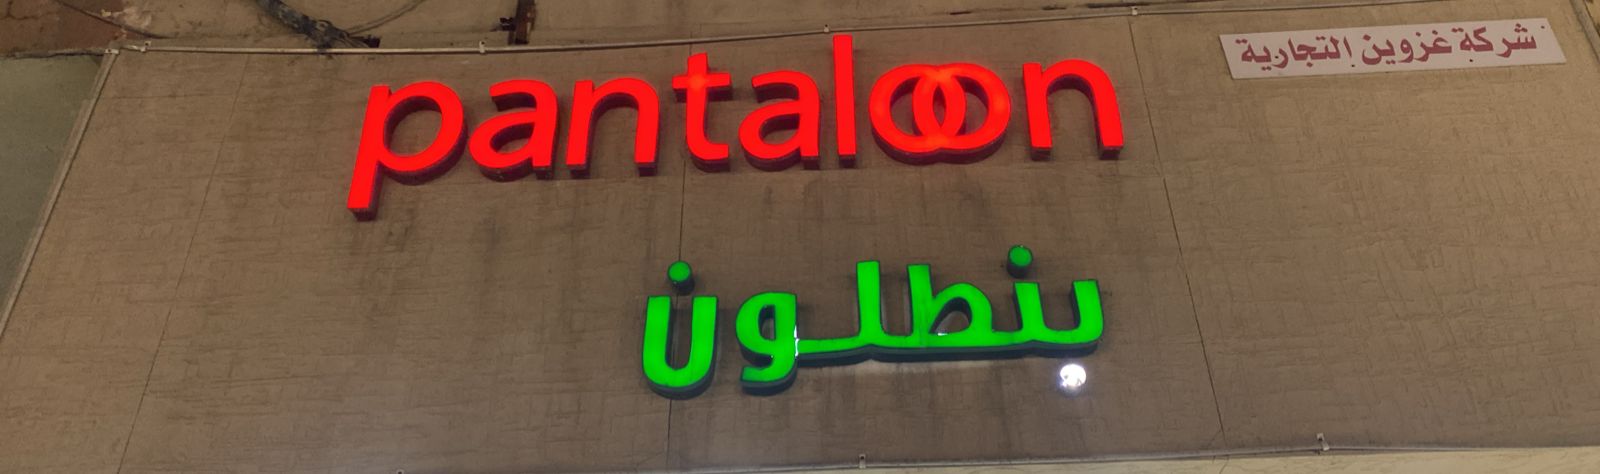 شركة غزوين التجارية
pantaloon
بنطلون